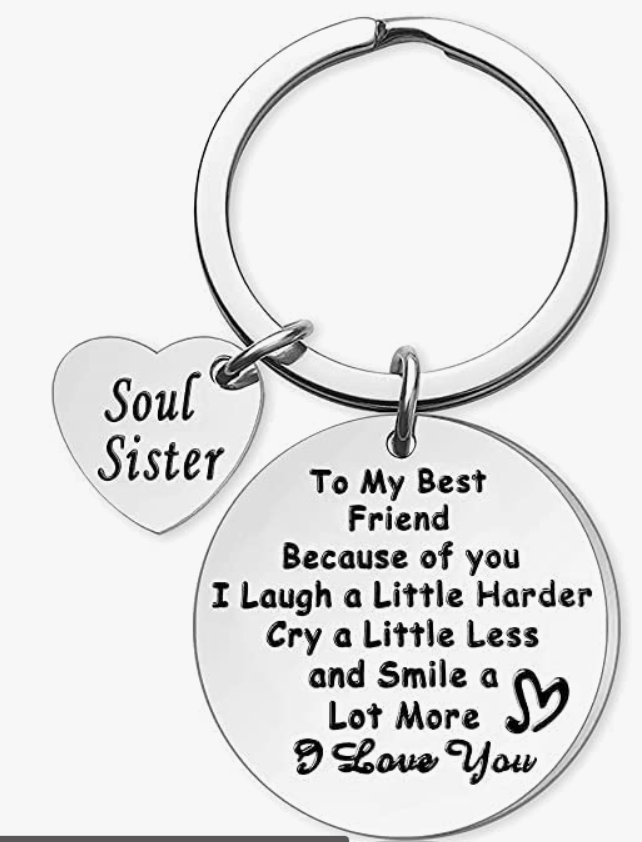 Soul
Sister
To My Best
Friend
Because of you
I Laugh a Little Harder
Cry a Little Less
and Smile a
Lot More
I Love You